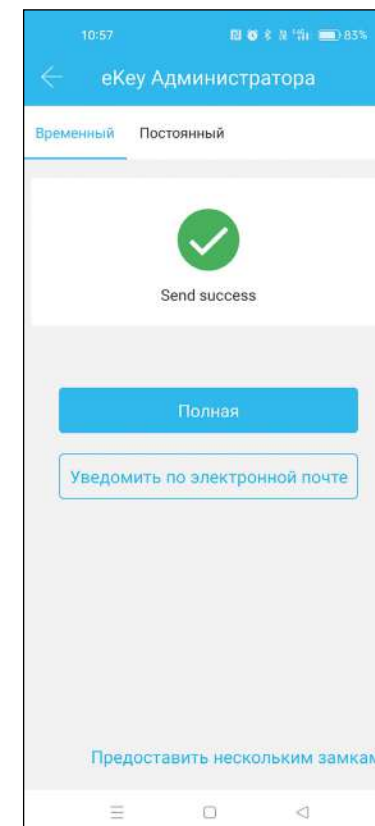 10:57 83%
eKey Администратора
Временный Постоянный
Send success
Полная
Уведомить по электронной почте
Предоставить нескольким замкам